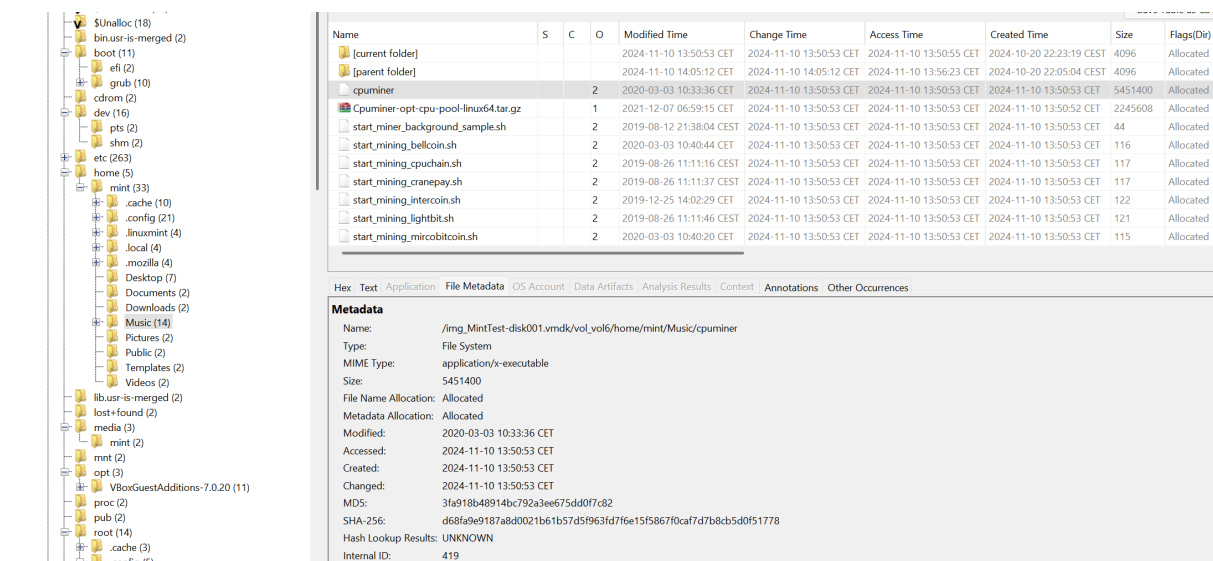 $Unalloc (18)
bin.usr-is-merged (2)
boot (11)
efi (2)
grub (10)
cdrom (2)
dev (16)
pts (2)
shm (2)
etc (263)
home (5)
mint (33)
.cache (10)
.config (21)
.linuxmint (4)
.local (4)
.mozilla (4)
Desktop (7)
Documents (2)
Downloads (2)
Music (14)
Pictures (2)
Public (2)
Templates (2)
Videos (2)
lib.usr-is-merged (2)
lost+found (2)
media (3)
mint (2)
mnt (2)
opt (3)
VBoxGuestAdditions-7.0.20 (11)
proc (2)
pub (2)
root (14)
.cache (3)
Name S C O Modified Time Change Time Access Time Created Time Size Flags(Dir)
[current folder] 2024-11-10 13:50:53 CET 2024-11-10 13:50:53 CET 2024-11-10 13:50:55 CET 2024-10-20 22:23:19 CEST 4096 Allocated
[parent folder] 2024-11-10 14:05:12 CET 2024-11-10 14:05:12 CET 2024-11-10 13:56:23 CET 2024-10-20 22:05:04 CEST 4096 Allocated
cpuminer 2 2020-03-03 10:33:36 CET 2024-11-10 13:50:53 CET 2024-11-10 13:50:53 CET 2024-11-10 13:50:53 CET 5451400 Allocated
Cpuminer-opt-cpu-pool-linux64.tar.gz 1 2021-12-07 06:59:15 CET 2024-11-10 13:50:53 CET 2024-11-10 13:50:53 CET 2024-11-10 13:50:52 CET 2245608 Allocated
start_miner_background_sample.sh 2 2019-08-12 21:38:04 CEST 2024-11-10 13:50:53 CET 2024-11-10 13:50:53 CET 2024-11-10 13:50:53 CET 44 Allocated
start_mining_bellcoin.sh 2 2020-03-03 10:40:44 CET 2024-11-10 13:50:53 CET 2024-11-10 13:50:53 CET 2024-11-10 13:50:53 CET 116 Allocated
start_mining_cpuchain.sh 2 2019-08-26 11:11:16 CEST 2024-11-10 13:50:53 CET 2024-11-10 13:50:53 CET 2024-11-10 13:50:53 CET 117 Allocated
start_mining_cranepay.sh 2 2019-08-26 11:11:37 CEST 2024-11-10 13:50:53 CET 2024-11-10 13:50:53 CET 2024-11-10 13:50:53 CET 117 Allocated
start_mining_intercoin.sh 2 2019-12-25 14:02:29 CET 2024-11-10 13:50:53 CET 2024-11-10 13:50:53 CET 2024-11-10 13:50:53 CET 122 Allocated
start_mining_lightbit.sh 2 2019-08-26 11:11:46 CEST 2024-11-10 13:50:53 CET 2024-11-10 13:50:53 CET 2024-11-10 13:50:53 CET 121 Allocated
start_mining_mircobitcoin.sh 2 2020-03-03 10:40:20 CET 2024-11-10 13:50:53 CET 2024-11-10 13:50:53 CET 2024-11-10 13:50:53 CET 115 Allocated
Hex Text Application File Metadata OS Account Data Artifacts Analysis Results Context Annotations Other Occurrences
Metadata
Name: /img_MintTest-disk001.vmdk/vol_vol6/home/mint/Music/cpuminer
Type: File System
MIME Type: application/x-executable
Size: 5451400
File Name Allocation: Allocated
Metadata Allocation: Allocated
Modified: 2020-03-03 10:33:36 CET
Accessed: 2024-11-10 13:50:53 CET
Created: 2024-11-10 13:50:53 CET
Changed: 2024-11-10 13:50:53 CET
MD5: 3fa918b48914bc792a3ee675dd0f7c82
SHA-256: d68fa9e9187a8d0021b61b57d5f963fd7f6e15f5867f0caf7d7b8cb5d0f51778
Hash Lookup Results: UNKNOWN
Internal ID: 419